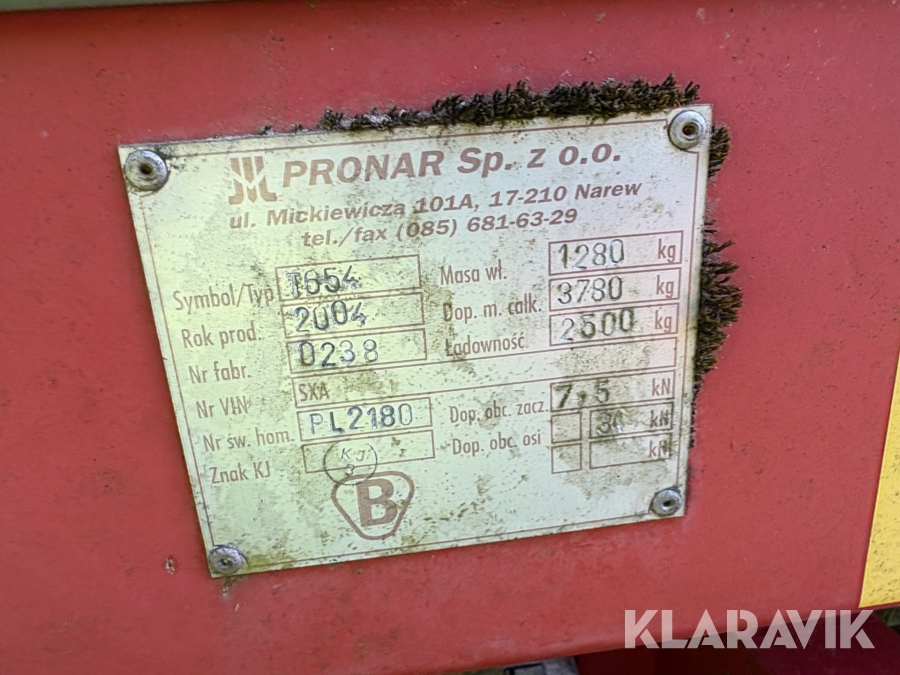 PRONAR Sp. z o.o.
ul. Mickiewicza 101A, 17-210 Narew
tel./fax (085) 681-63-29
Symbol/Typ T654 Masa wł. 1280 kg
Rok prod. 2004 Dop. m. całk. 3780 kg
Nr fabr. 0238 Ładowność 2500 kg
Nr VIN SXA
Nr św. hom. PL2180 Dop. obc. zacz. 7,5 kN
Znak KJ KJ Dop. obc. osi kN
kN
B
KLARAVIK